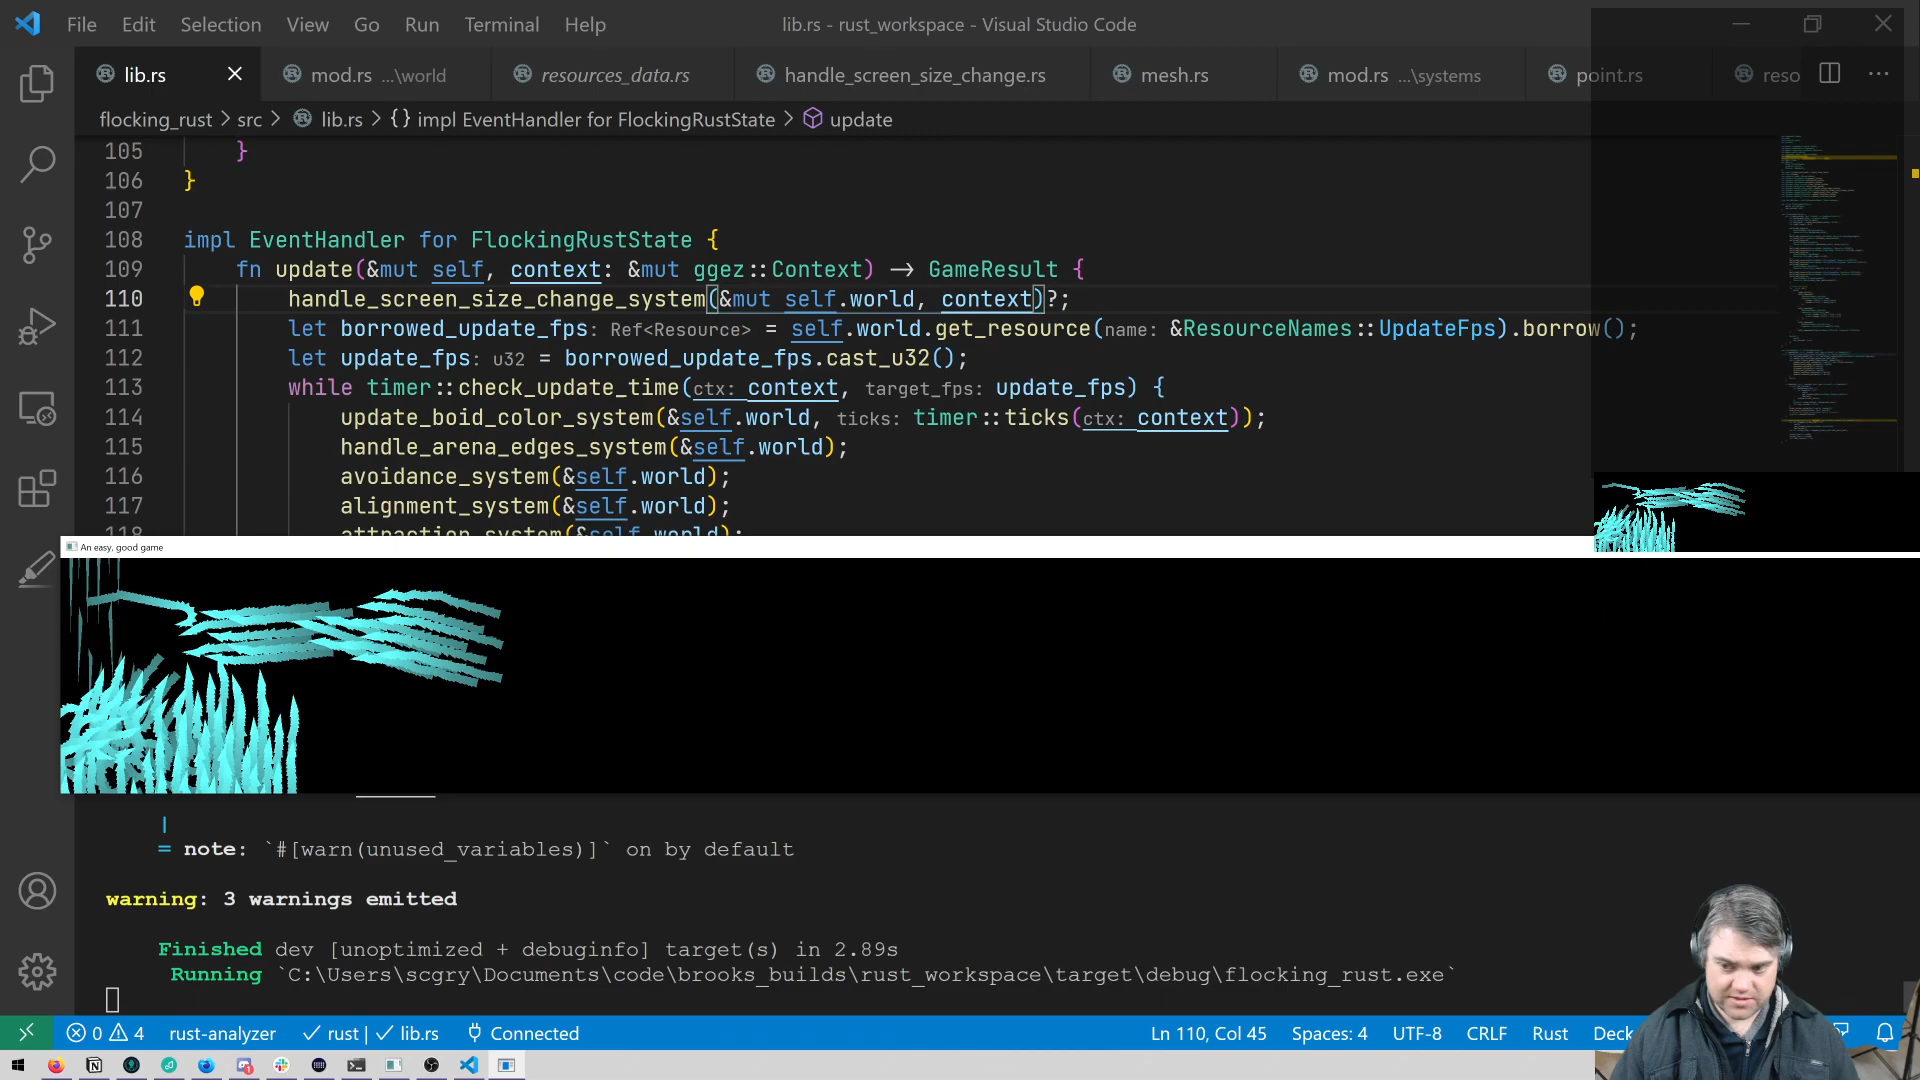 File Edit Selection View Go Run Terminal Help lib.rs - rust_workspace - Visual Studio Code
lib.rs mod.rs ...\world resources_data.rs handle_screen_size_change.rs mesh.rs mod.rs ...\systems point.rs reso
flocking_rust > src > lib.rs > {} impl EventHandler for FlockingRustState > update
105 }
106 }
107
108 impl EventHandler for FlockingRustState {
109 fn update(&mut self, context: &mut ggez::Context) -> GameResult {
110 handle_screen_size_change_system(&mut self.world, context)?;
111 let borrowed_update_fps: Ref<Resource> = self.world.get_resource(name: &ResourceNames::UpdateFps).borrow();
112 let update_fps: u32 = borrowed_update_fps.cast_u32();
113 while timer::check_update_time(ctx: context, target_fps: update_fps) {
114 update_boid_color_system(&self.world, ticks: timer::ticks(ctx: context));
115 handle_arena_edges_system(&self.world);
116 avoidance_system(&self.world);
117 alignment_system(&self.world);
118 attraction_system(&self.world);
An easy, good game
|
= note: `#[warn(unused_variables)]` on by default
warning: 3 warnings emitted
Finished dev [unoptimized + debuginfo] target(s) in 2.89s
Running `C:\Users\scgry\Documents\code\brooks_builds\rust_workspace\target\debug\flocking_rust.exe`
0 4 rust-analyzer rust | lib.rs Connected Ln 110, Col 45 Spaces: 4 UTF-8 CRLF Rust Deck